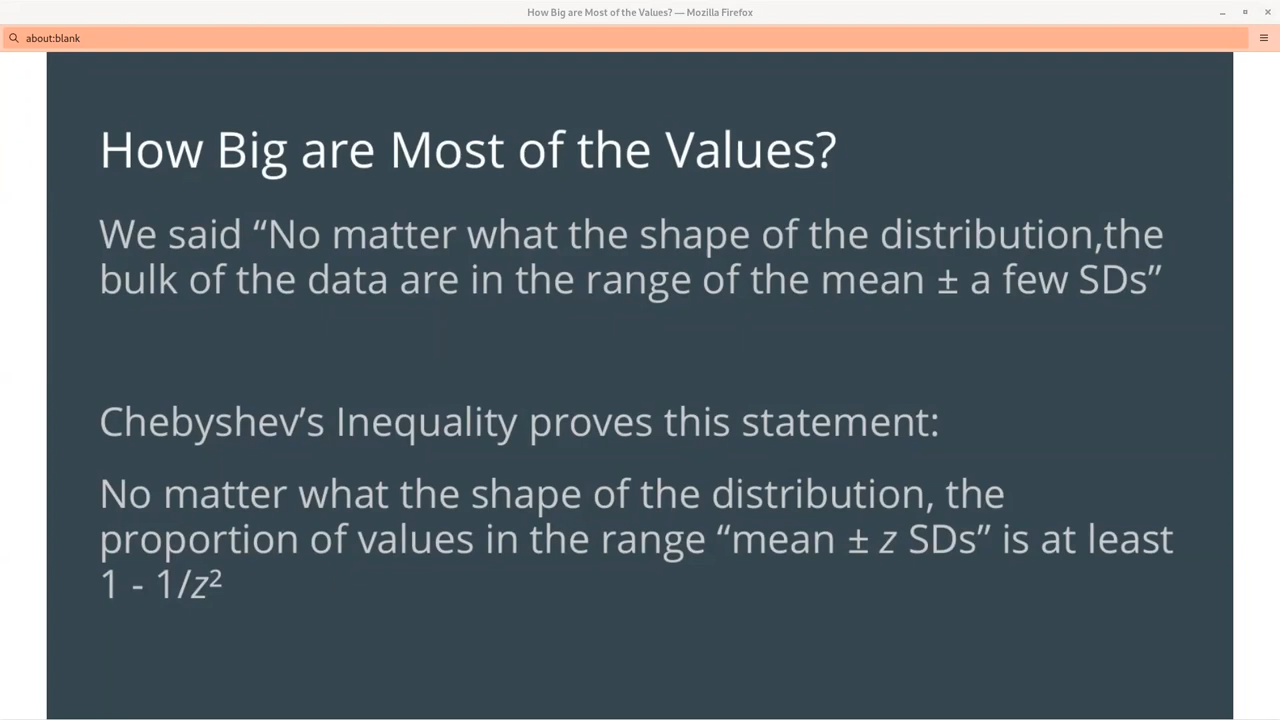 How Big are Most of the Values? — Mozilla Firefox
about:blank
How Big are Most of the Values?
We said “No matter what the shape of the distribution,the
bulk of the data are in the range of the mean ± a few SDs”
Chebyshev’s Inequality proves this statement:
No matter what the shape of the distribution, the
proportion of values in the range “mean ± z SDs” is at least
1 - 1/z²